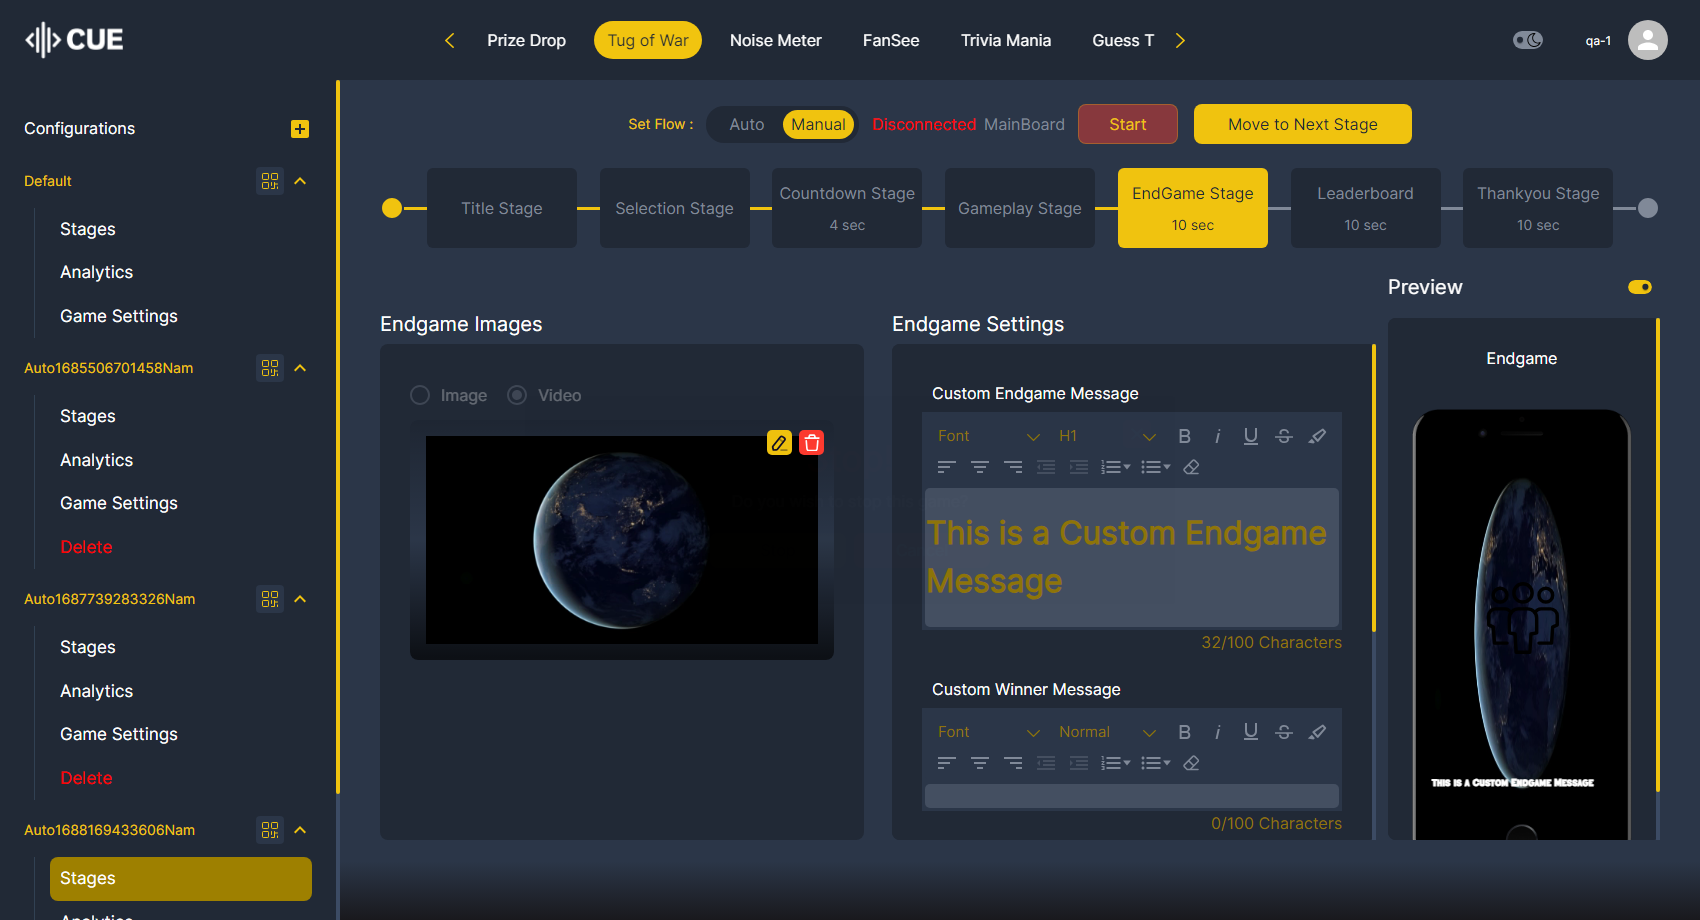 CUE
Prize Drop
Tug of War
Noise Meter
FanSee
Trivia Mania
Guess T
qa-1
Configurations
Default
Stages
Analytics
Game Settings
Auto1685506701458Nam
Stages
Analytics
Game Settings
Delete
Auto1687739283326Nam
Stages
Analytics
Game Settings
Delete
Auto1688169433606Nam
Stages
Analytics
Set Flow :
Auto
Manual
Disconnected MainBoard
Start
Move to Next Stage
Title Stage
Selection Stage
Countdown Stage
4 sec
Gameplay Stage
EndGame Stage
10 sec
Leaderboard
10 sec
Thankyou Stage
10 sec
Endgame Images
Image
Video
Endgame Settings
Custom Endgame Message
Font
H1
B
i
U
S
This is a Custom Endgame
Message
32/100 Characters
Custom Winner Message
Font
Normal
B
i
U
S
0/100 Characters
Preview
Endgame
This is a Custom Endgame Message